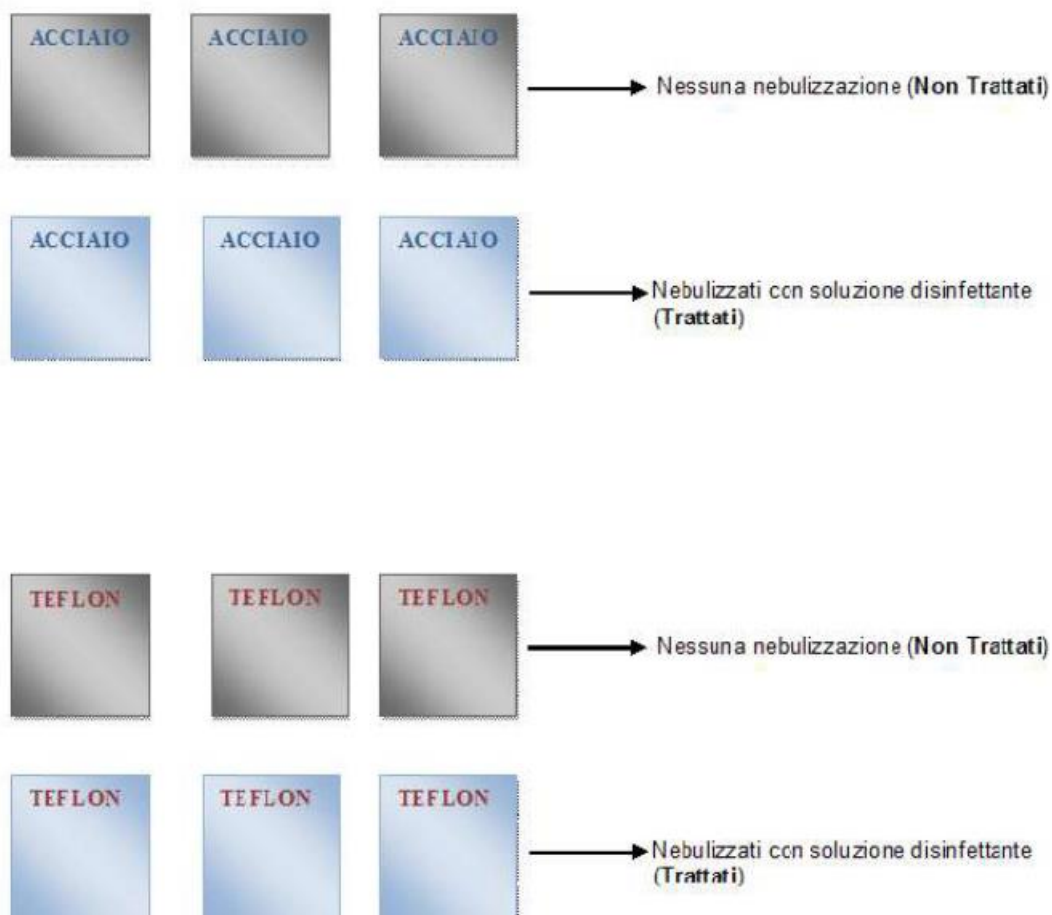 ACCIAIO ACCIAIO ACCIAIO
Nessuna nebulizzazione (Non Trattati)
ACCIAIO ACCIAIO ACCIAIO
Nebulizzati con soluzione disinfettante
(Trattati)
TEFLON TEFLON TEFLON
Nessuna nebulizzazione (Non Trattati)
TEFLON TEFLON TEFLON
Nebulizzati con soluzione disinfettante
(Trattati)